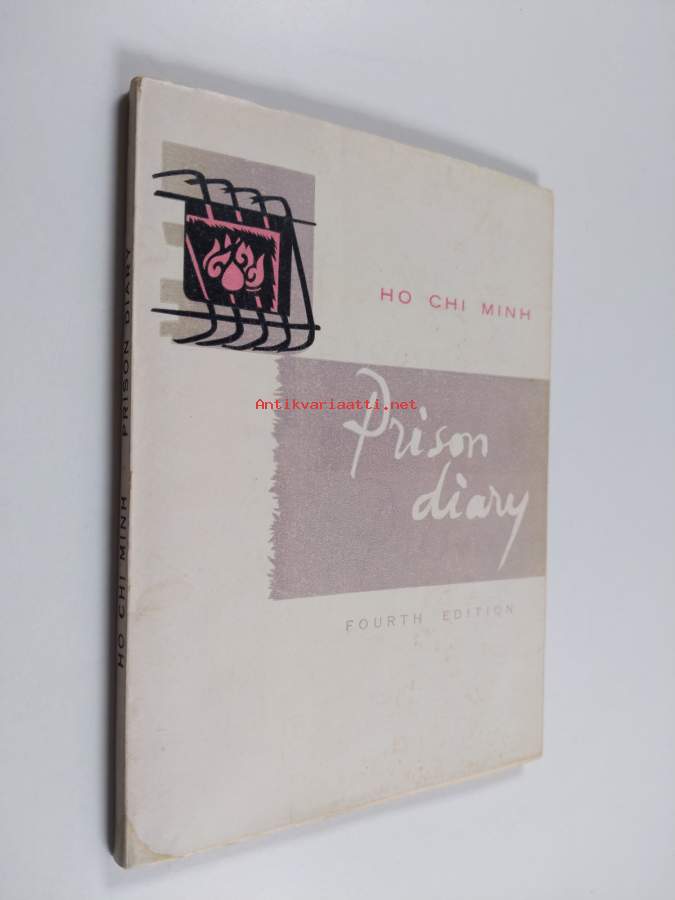 HO CHI MINH
Antikvariaatti.net
Prison
diary
FOURTH EDITION
HO CHI MINH PRISON DIARY